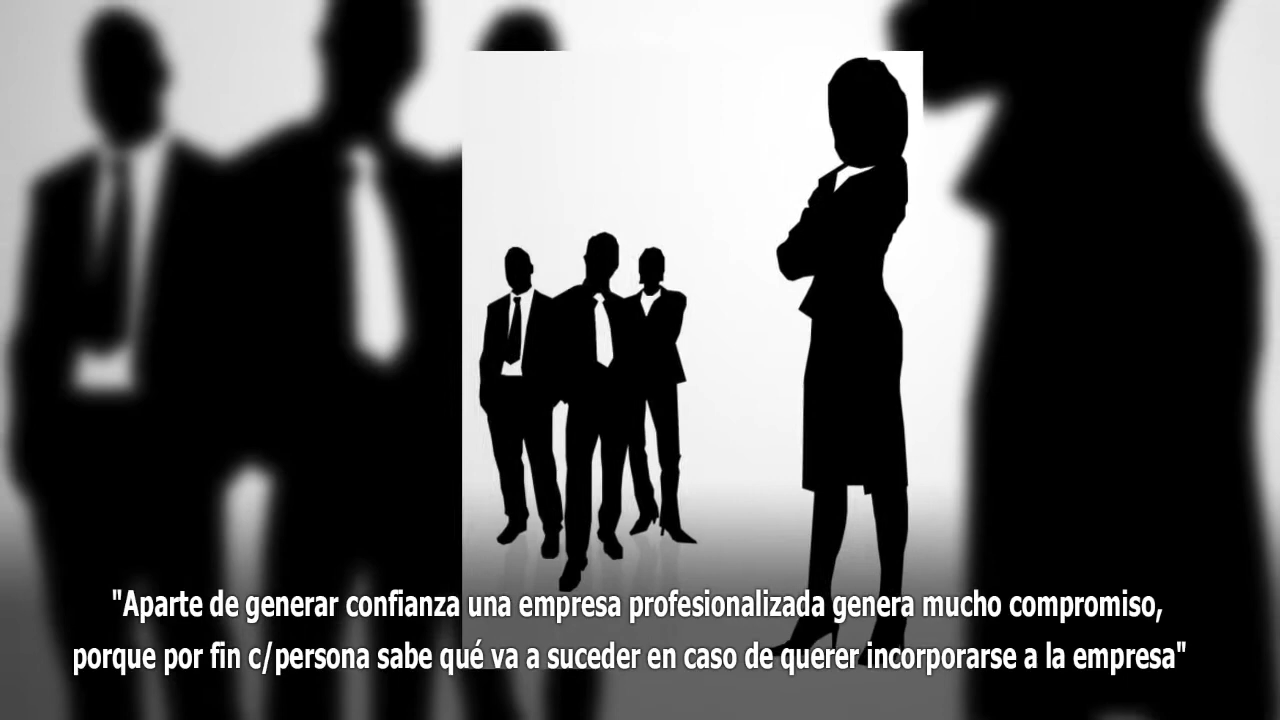 "Aparte de generar confianza una empresa profesionalizada genera mucho compromiso,
porque por fin c/persona sabe qué va a suceder en caso de querer incorporarse a la empresa"